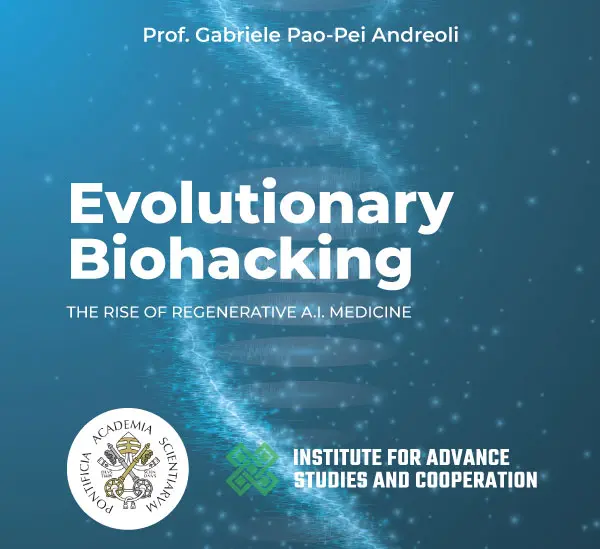 Prof. Gabriele Pao-Pei Andreoli
Evolutionary
Biohacking
THE RISE OF REGENERATIVE A.I. MEDICINE
PONTIFICIA ACADEMIA SCIENTIARVM
INSTITUTE FOR ADVANCE
STUDIES AND COOPERATION